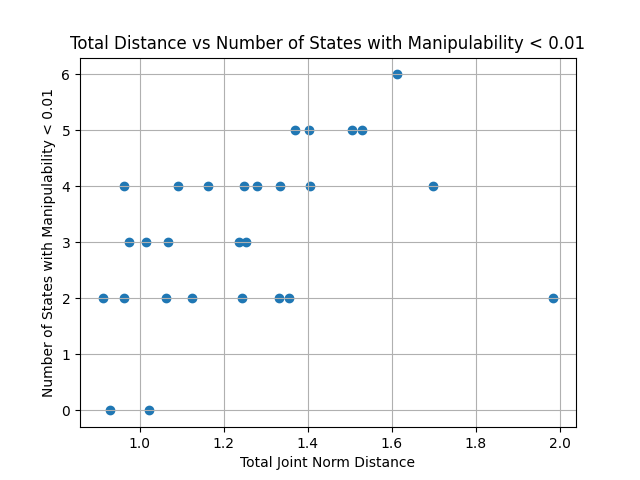 Total Distance vs Number of States with Manipulability < 0.01
Number of States with Manipulability < 0.01
6
5
4
3
2
1
0
1.0 1.2 1.4 1.6 1.8 2.0
Total Joint Norm Distance